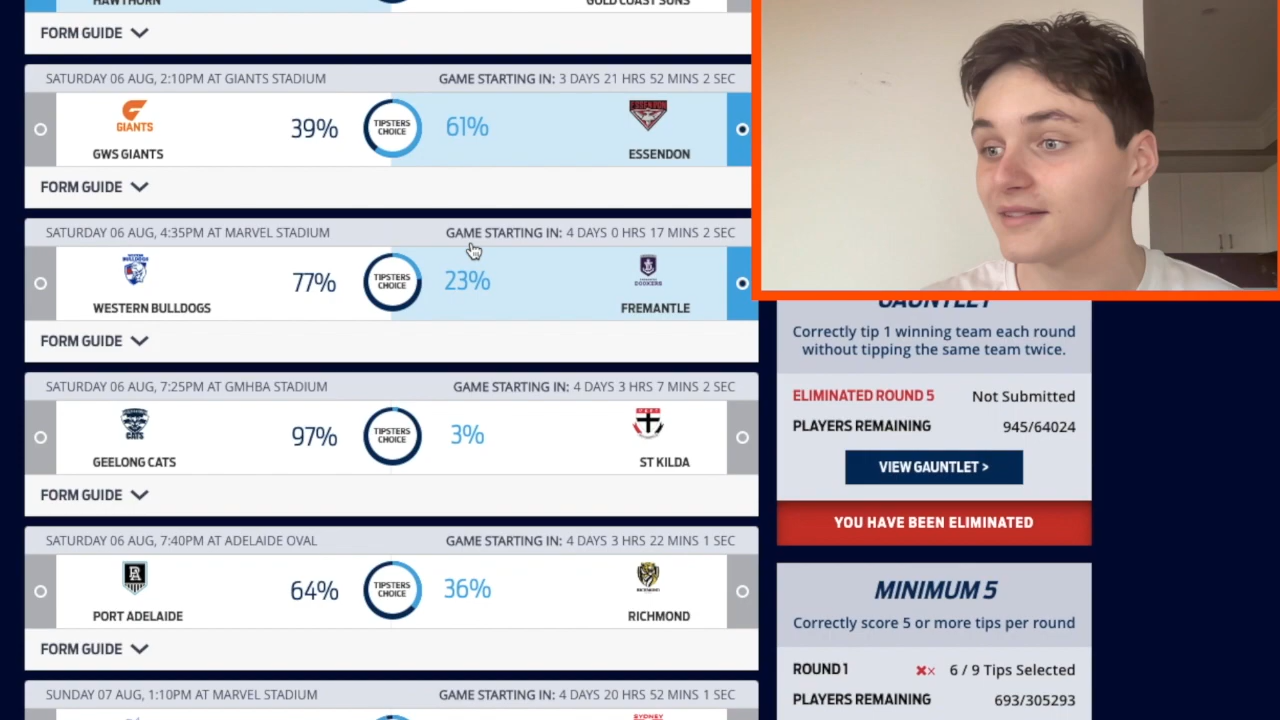 HAWTHORN
GOLD COAST SUNS
FORM GUIDE
SATURDAY 06 AUG, 2:10PM AT GIANTS STADIUM
GAME STARTING IN: 3 DAYS 21 HRS 52 MINS 2 SEC
GIANTS
39%
TIPSTERS CHOICE
61%
ESSENDON
GWS GIANTS
ESSENDON
FORM GUIDE
SATURDAY 06 AUG, 4:35PM AT MARVEL STADIUM
GAME STARTING IN: 4 DAYS 0 HRS 17 MINS 2 SEC
77%
TIPSTERS CHOICE
23%
WESTERN BULLDOGS
FREMANTLE
FORM GUIDE
SATURDAY 06 AUG, 7:25PM AT GMHBA STADIUM
GAME STARTING IN: 4 DAYS 3 HRS 7 MINS 2 SEC
97%
TIPSTERS CHOICE
3%
GEELONG CATS
ST KILDA
FORM GUIDE
SATURDAY 06 AUG, 7:40PM AT ADELAIDE OVAL
GAME STARTING IN: 4 DAYS 3 HRS 22 MINS 1 SEC
64%
TIPSTERS CHOICE
36%
PORT ADELAIDE
RICHMOND
FORM GUIDE
SUNDAY 07 AUG, 1:10PM AT MARVEL STADIUM
GAME STARTING IN: 4 DAYS 20 HRS 52 MINS 1 SEC
SYDNEY
GAUNTLET
Correctly tip 1 winning team each round
without tipping the same team twice.
ELIMINATED ROUND 5 Not Submitted
PLAYERS REMAINING 945/64024
VIEW GAUNTLET >
YOU HAVE BEEN ELIMINATED
MINIMUM 5
Correctly score 5 or more tips per round
ROUND 1 ×× 6 / 9 Tips Selected
PLAYERS REMAINING 693/305293